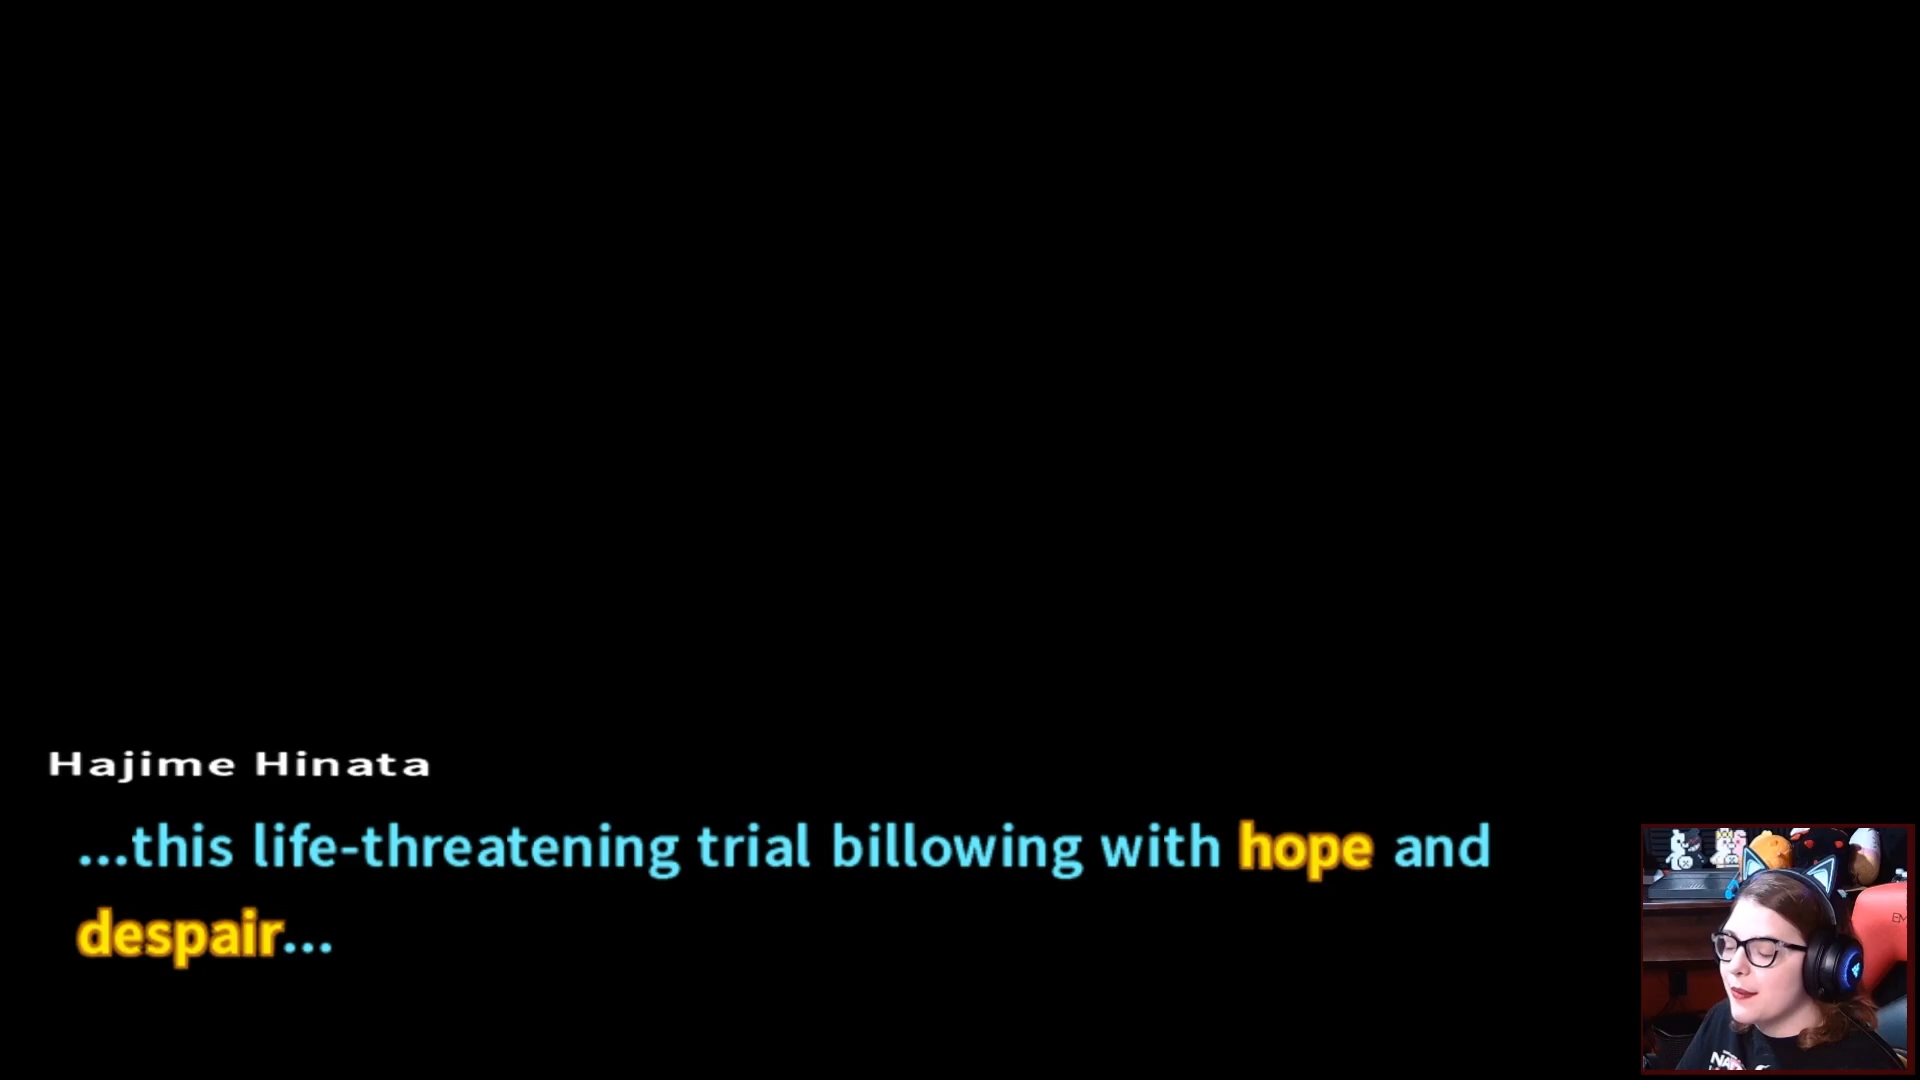 Hajime Hinata
...this life-threatening trial billowing with hope and
despair...